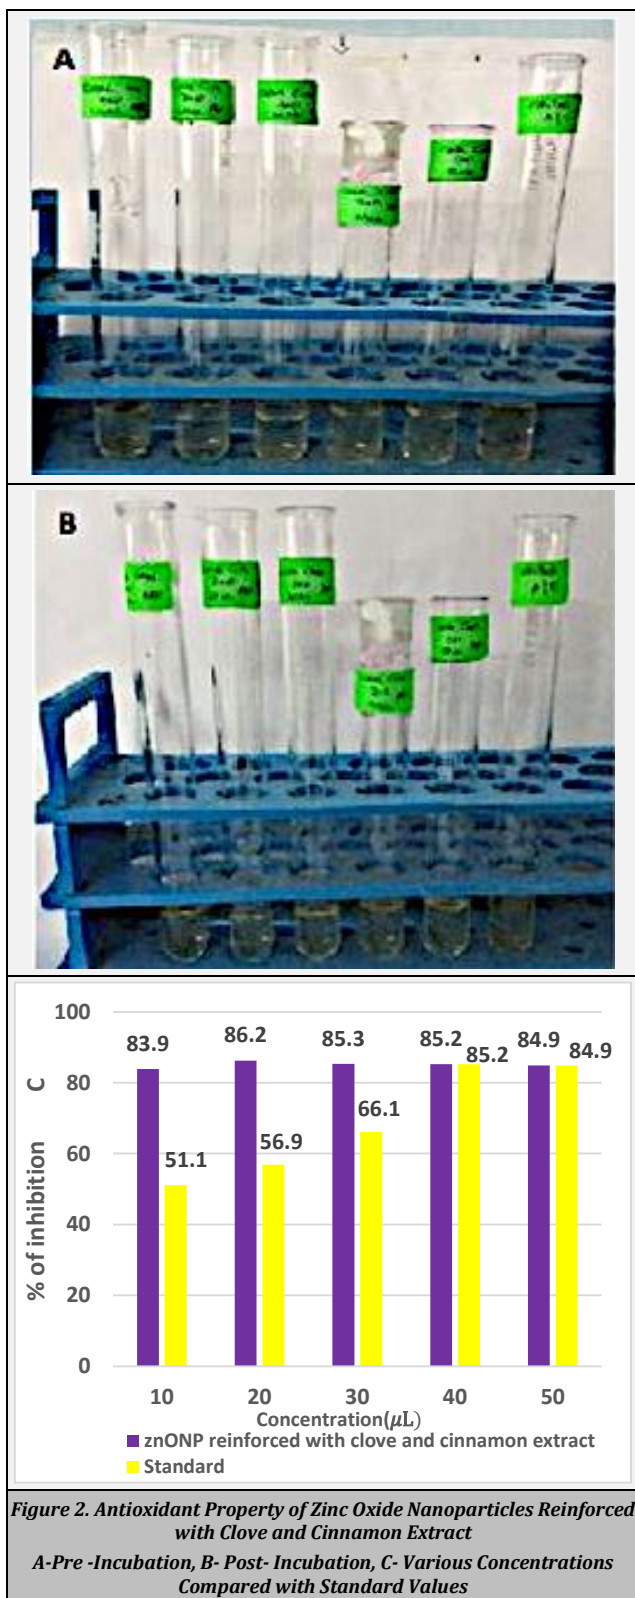 A
B
100
80
60
40
20
0
% of inhibition C
83.9
51.1
86.2
56.9
85.3
66.1
85.2
85.2
84.9
84.9
10 20 30 40 50
Concentration(μL)
znONP reinforced with clove and cinnamon extract
Standard
Figure 2. Antioxidant Property of Zinc Oxide Nanoparticles Reinforced
with Clove and Cinnamon Extract
A-Pre -Incubation, B- Post- Incubation, C- Various Concentrations
Compared with Standard Values